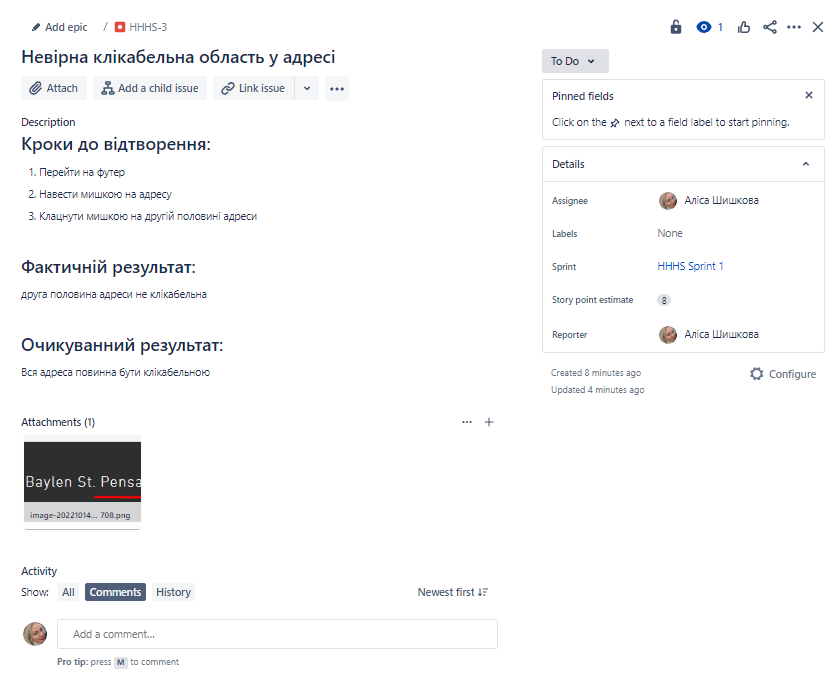 Add epic / HHHS-3
1
Невірна клікабельна область у адресі
Attach
Add a child issue
Link issue
To Do
Pinned fields
Click on the next to a field label to start pinning.
Description
Кроки до відтворення:
1. Перейти на футер
2. Навести мишкою на адресу
3. Клацнути мишкою на другій половині адреси
Фактичній результат:
друга половина адреси не клікабельна
Очикуванний результат:
Вся адреса повинна бути клікабельною
Details
Assignee Аліса Шишкова
Labels None
Sprint HHHS Sprint 1
Story point estimate 8
Reporter Аліса Шишкова
Created 8 minutes ago
Updated 4 minutes ago
Configure
Attachments (1)
Baylen St. Pensa
image-20221014... 708.png
Activity
Show: All Comments History Newest first
Add a comment...
Pro tip: press M to comment